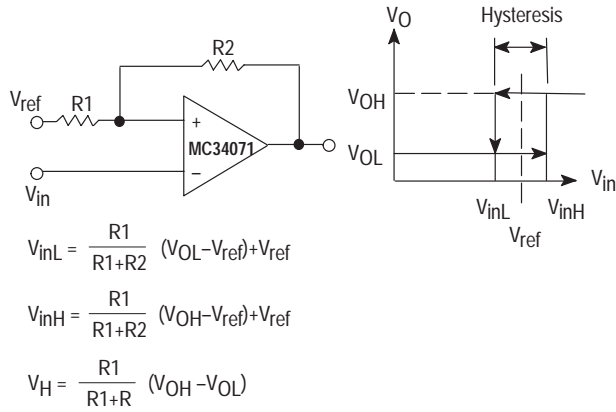 Hysteresis
VO
R2
Vref
R1
VOH
+
MC34071
VOL
–
Vin
Vin
VinL
VinH
Vref
VinL = R1 / R1+R2 (VOL–Vref)+Vref
VinH = R1 / R1+R2 (VOH–Vref)+Vref
VH = R1 / R1+R (VOH –VOL)